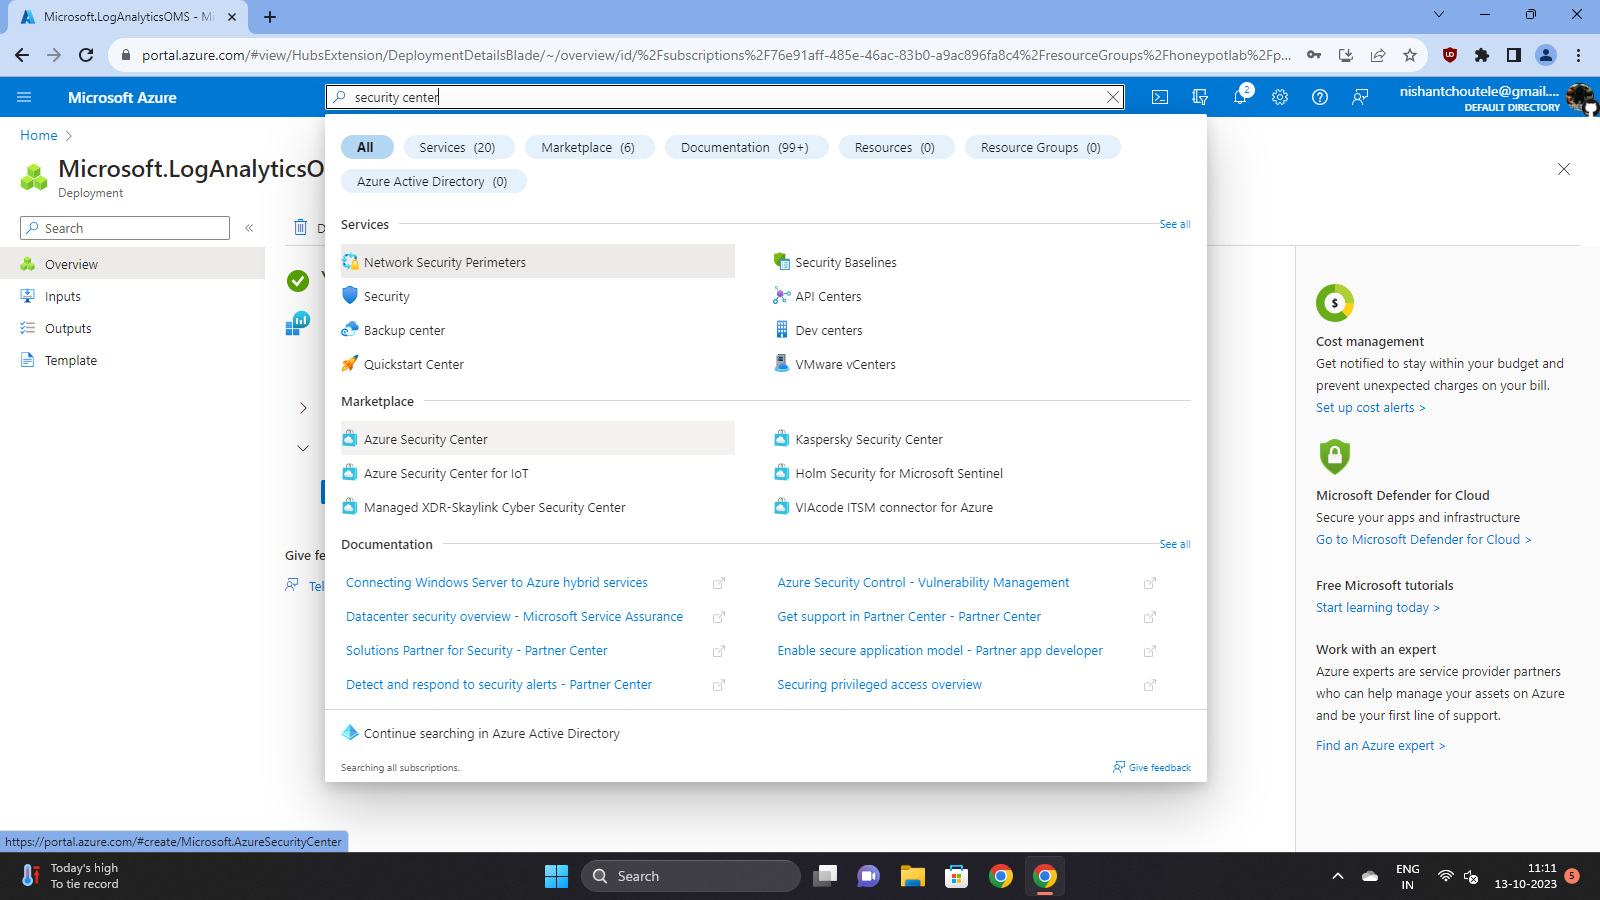 Microsoft.LogAnalyticsOMS - Mi
portal.azure.com/#view/HubsExtension/DeploymentDetailsBlade/~/overview/id/%2Fsubscriptions%2F76e91aff-485e-46ac-83b0-a9ac896fa8c4%2FresourceGroups%2Fhoneypotlab%2Fp...
Microsoft Azure
security center
2
nishantchoutele@gmail....
DEFAULT DIRECTORY
Home
Microsoft.LogAnalyticsO
Deployment
Search
Overview
Inputs
Outputs
Template
D
Give fe
Tel
All
Services (20)
Marketplace (6)
Documentation (99+)
Resources (0)
Resource Groups (0)
Azure Active Directory (0)
Services
See all
Network Security Perimeters
Security Baselines
Security
API Centers
Backup center
Dev centers
Quickstart Center
VMware vCenters
Marketplace
Azure Security Center
Kaspersky Security Center
Azure Security Center for IoT
Holm Security for Microsoft Sentinel
Managed XDR-Skaylink Cyber Security Center
VIAcode ITSM connector for Azure
Documentation
See all
Connecting Windows Server to Azure hybrid services
Azure Security Control - Vulnerability Management
Datacenter security overview - Microsoft Service Assurance
Get support in Partner Center - Partner Center
Solutions Partner for Security - Partner Center
Enable secure application model - Partner app developer
Detect and respond to security alerts - Partner Center
Securing privileged access overview
Continue searching in Azure Active Directory
Searching all subscriptions.
Give feedback
Cost management
Get notified to stay within your budget and
prevent unexpected charges on your bill.
Set up cost alerts >
Microsoft Defender for Cloud
Secure your apps and infrastructure
Go to Microsoft Defender for Cloud >
Free Microsoft tutorials
Start learning today >
Work with an expert
Azure experts are service provider partners
who can help manage your assets on Azure
and be your first line of support.
Find an Azure expert >
https://portal.azure.com/#create/Microsoft.AzureSecurityCenter
Today's high
To tie record
Search
ENG
IN
11:11
13-10-2023
5